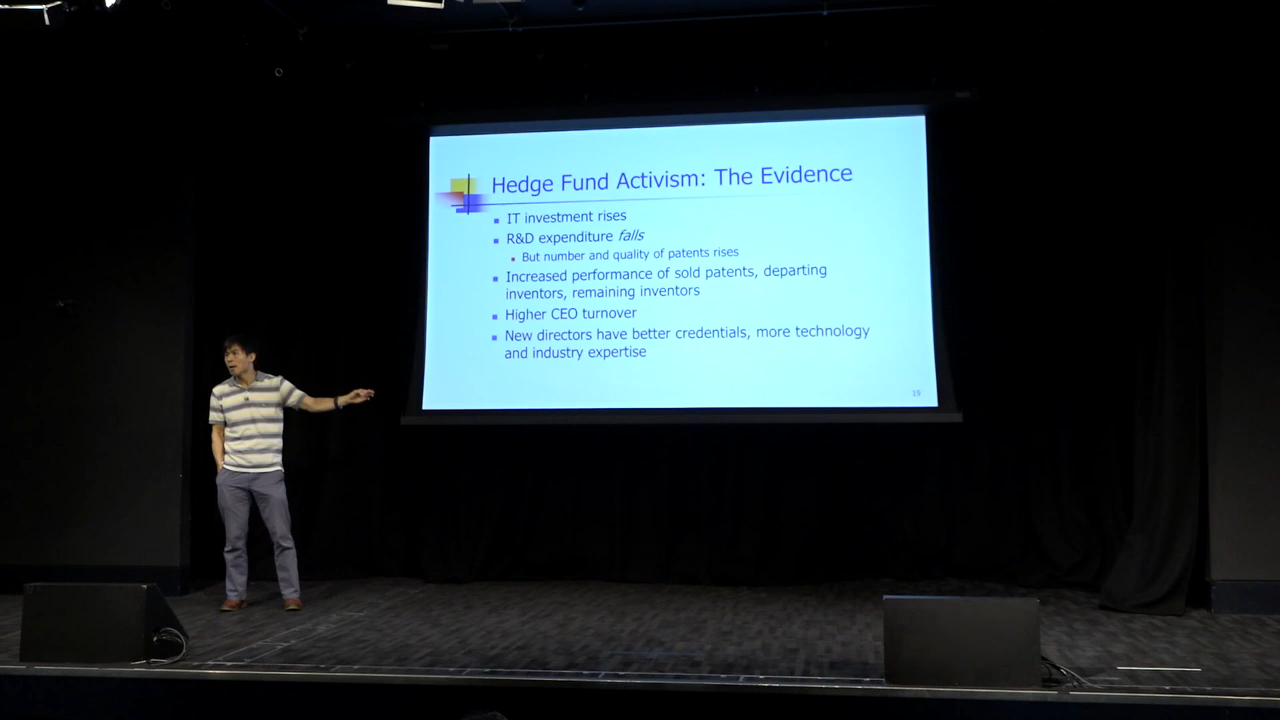 Hedge Fund Activism: The Evidence
IT investment rises
R&D expenditure falls
But number and quality of patents rises
Increased performance of sold patents, departing
inventors, remaining inventors
Higher CEO turnover
New directors have better credentials, more technology
and industry expertise
19